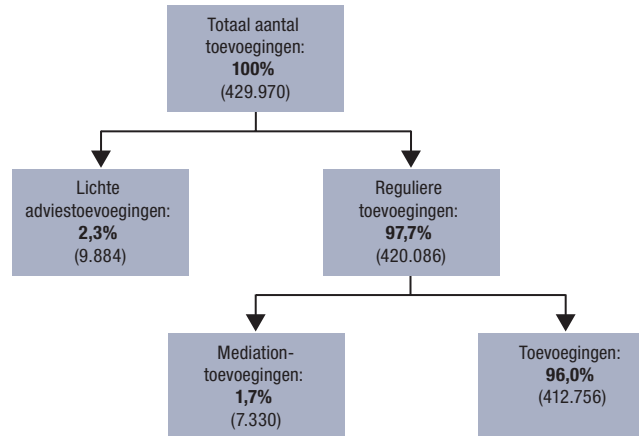 Totaal aantal
toevoegingen:
100%
(429.970)
Lichte
adviestoevoegingen:
2,3%
(9.884)
Reguliere
toevoegingen:
97,7%
(420.086)
Mediation-
toevoegingen:
1,7%
(7.330)
Toevoegingen:
96,0%
(412.756)